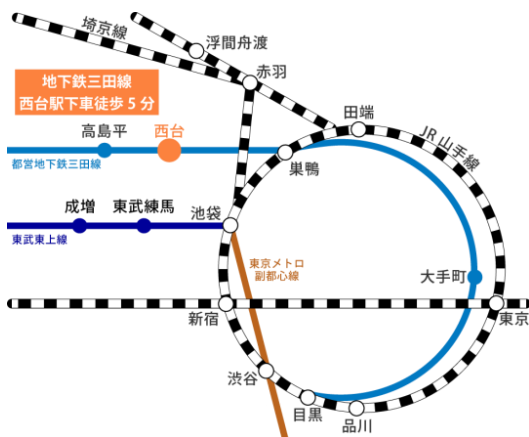 埼京線
浮間舟渡
赤羽
地下鉄三田線
西台駅下車徒歩5分
田端
JR山手線
高島平
西台
巣鴨
都営地下鉄三田線
成増
東武練馬
池袋
東武東上線
東京メトロ
副都心線
大手町
新宿
東京
渋谷
目黒
品川